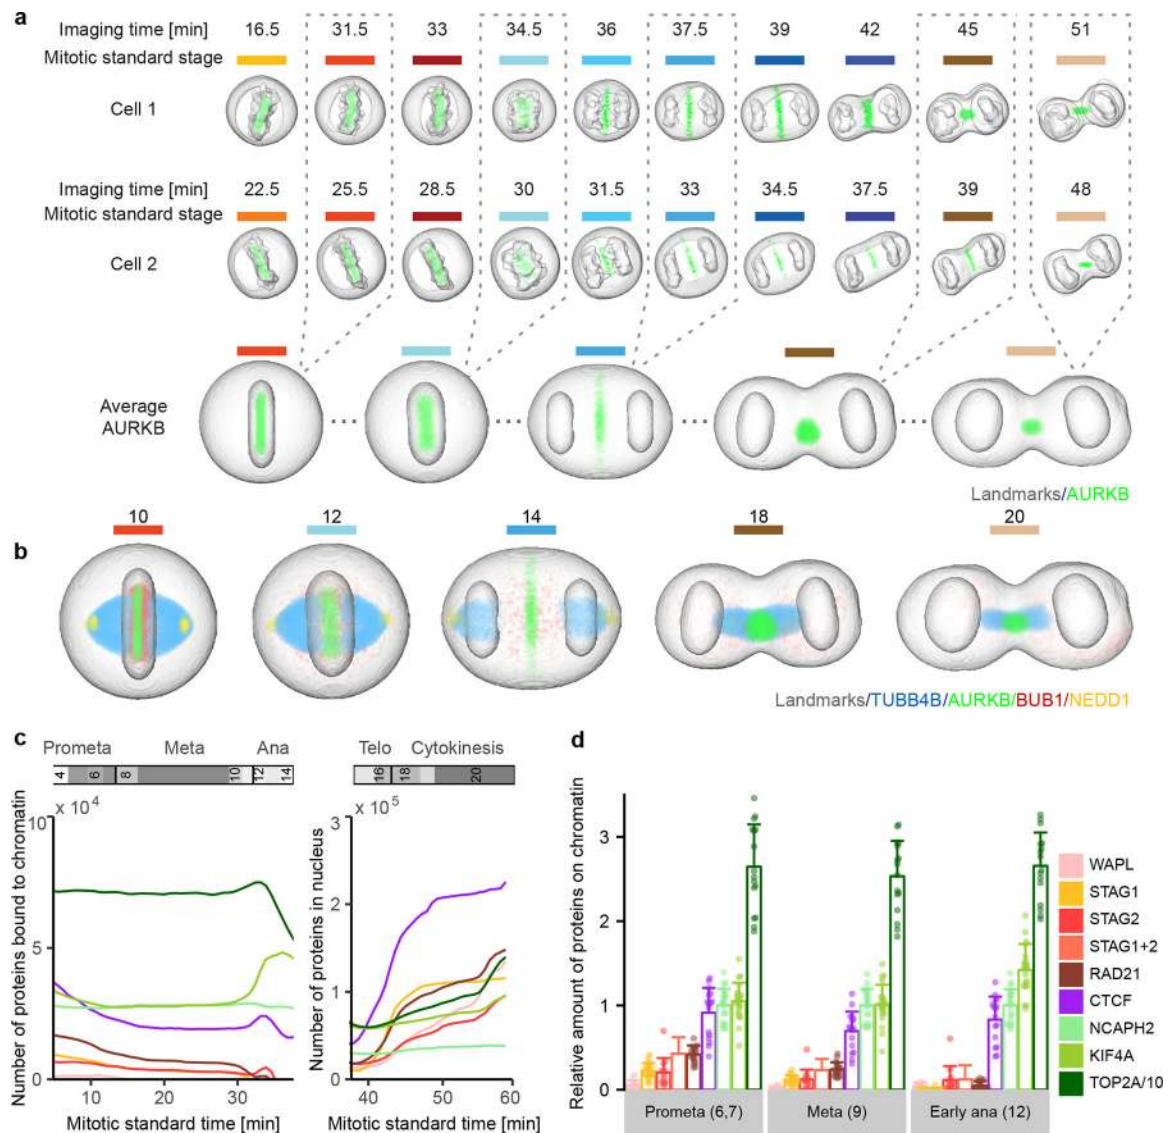 a
Imaging time [min] 16.5 31.5 33 34.5 36 37.5 39 42 45 51
Mitotic standard stage
Cell 1
Imaging time [min] 22.5 25.5 28.5 30 31.5 33 34.5 37.5 39 48
Mitotic standard stage
Cell 2
Average
AURKB
Landmarks/AURKB
b
10 12 14 18 20
Landmarks/TUBB4B/AURKB/BUB1/NEDD1
c
Prometa Meta Ana
4 6 8 10 12 14
x 10^4
Number of proteins bound to chromatin
10
5
0
10 20 30
Mitotic standard time [min]
Telo Cytokinesis
16 18 20
x 10^5
Number of proteins in nucleus
3
2
1
0
40 50 60
Mitotic standard time [min]
d
Relative amount of proteins on chromatin
3
2
1
0
Prometa (6,7) Meta (9) Early ana (12)
WAPL
STAG1
STAG2
STAG1+2
RAD21
CTCF
NCAPH2
KIF4A
TOP2A/10